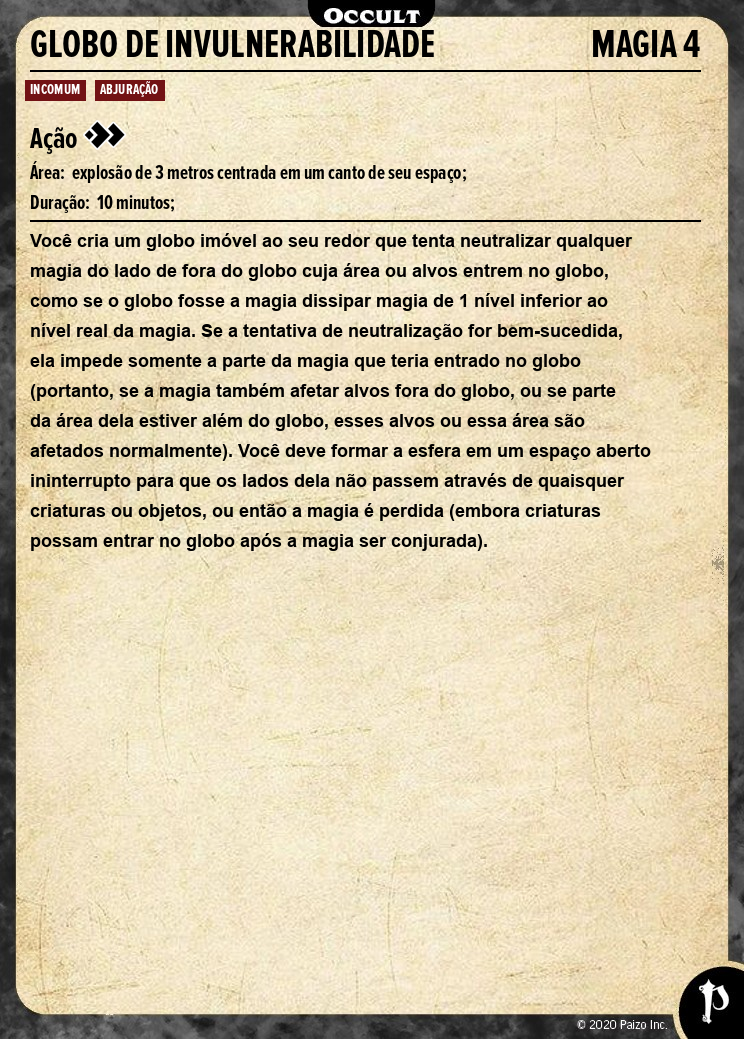 OCCULT
GLOBO DE INVULNERABILIDADE MAGIA 4
INCOMUM ABJURAÇÃO
Ação
Área: explosão de 3 metros centrada em um canto de seu espaço;
Duração: 10 minutos;
Você cria um globo imóvel ao seu redor que tenta neutralizar qualquer
magia do lado de fora do globo cuja área ou alvos entrem no globo,
como se o globo fosse a magia dissipar magia de 1 nível inferior ao
nível real da magia. Se a tentativa de neutralização for bem-sucedida,
ela impede somente a parte da magia que teria entrado no globo
(portanto, se a magia também afetar alvos fora do globo, ou se parte
da área dela estiver além do globo, esses alvos ou essa área são
afetados normalmente). Você deve formar a esfera em um espaço aberto
ininterrupto para que os lados dela não passem através de quaisquer
criaturas ou objetos, ou então a magia é perdida (embora criaturas
possam entrar no globo após a magia ser conjurada).
© 2020 Paizo Inc.
P